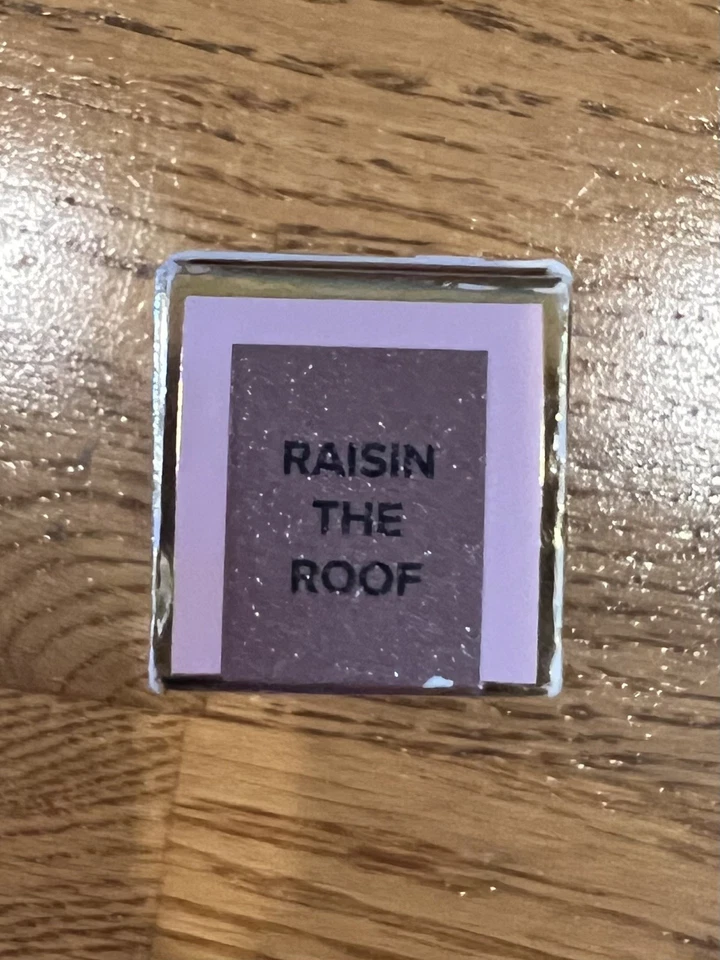 RAISIN
THE
ROOF